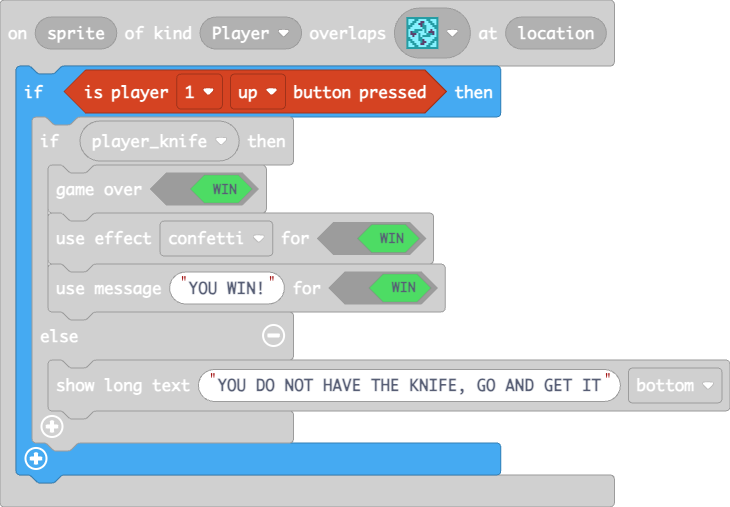 on sprite of kind Player overlaps at location
if is player 1 up button pressed then
if player_knife then
game over WIN
use effect confetti for WIN
use message "YOU WIN!" for WIN
else
show long text "YOU DO NOT HAVE THE KNIFE, GO AND GET IT" bottom